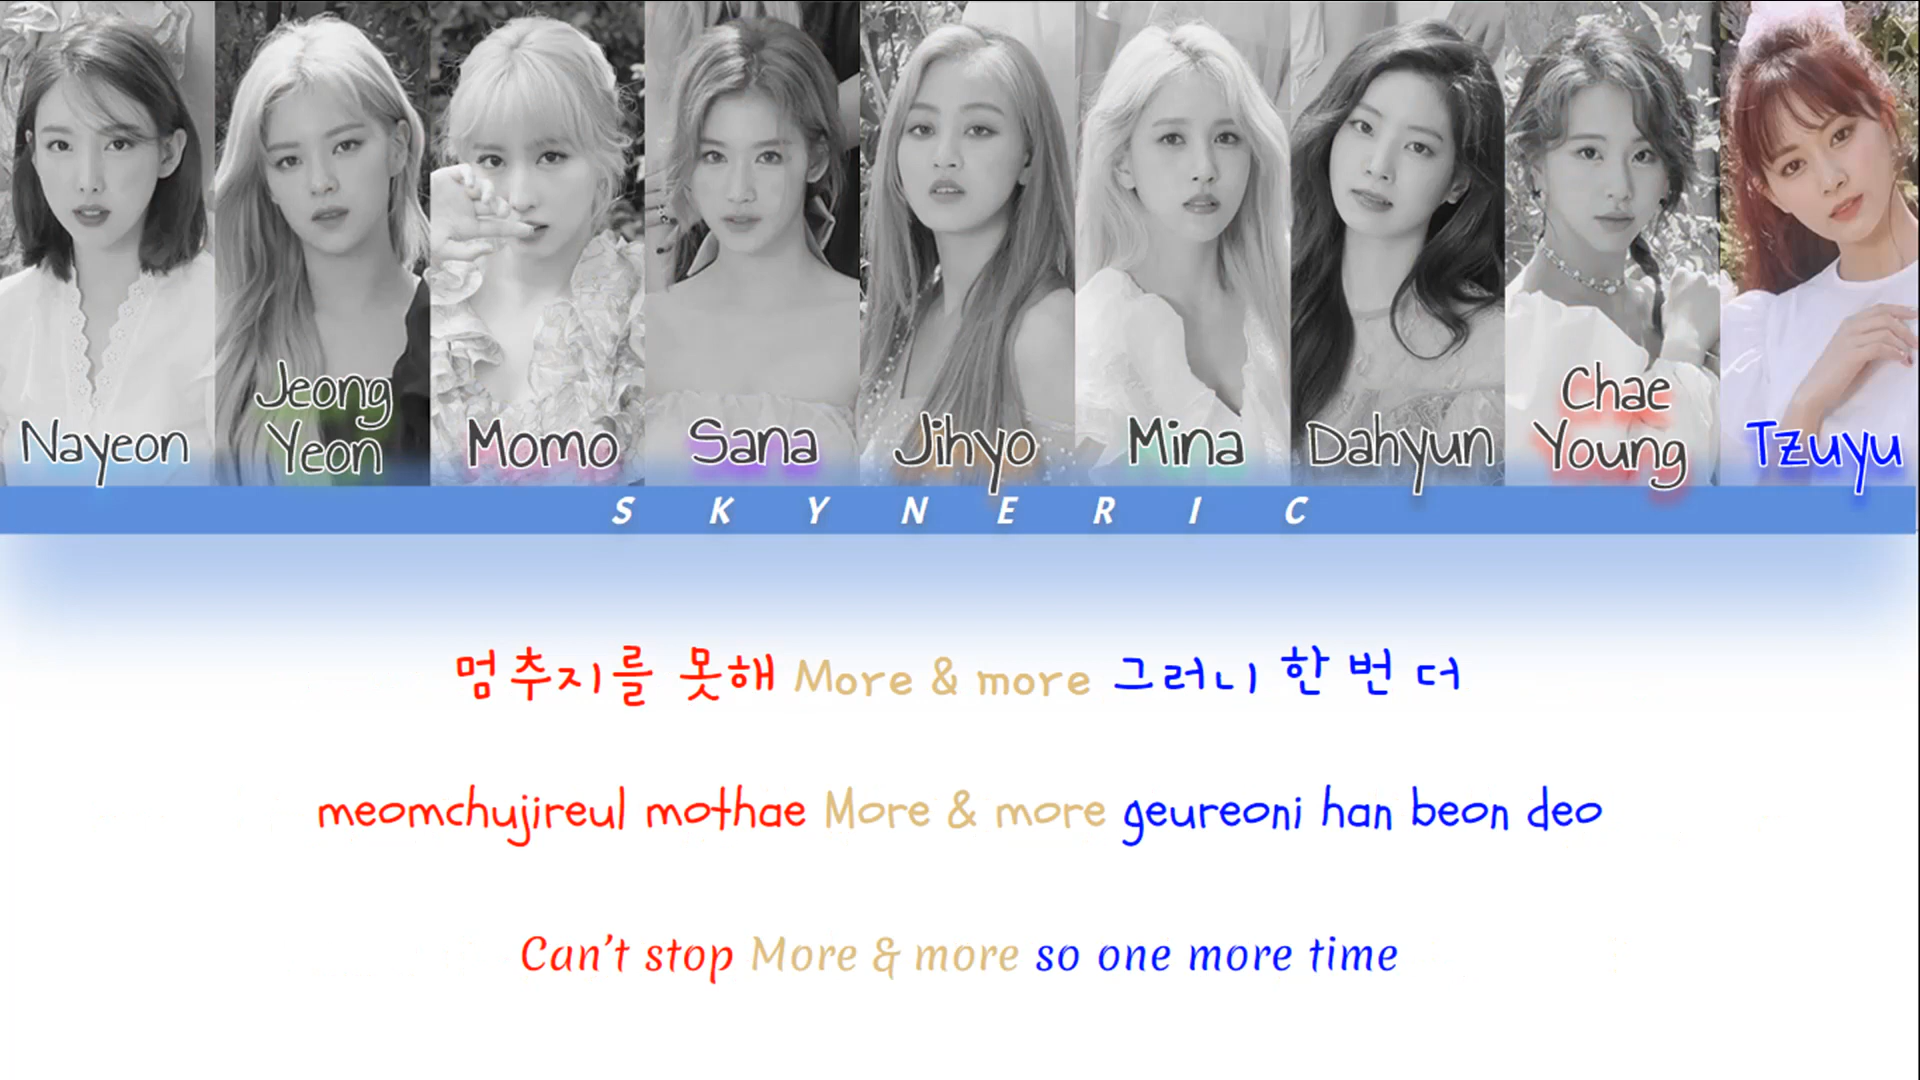 Nayeon
Jeong
Yeon
Momo
Sana
Jihyo
Mina
Dahyun
Chae
Young
Tzuyu
SKYNERIC
멈추지를 못해 More & more 그러니 한 번 더
meomchujireul mothae More & more geureoni han beon deo
Can't stop More & more so one more time